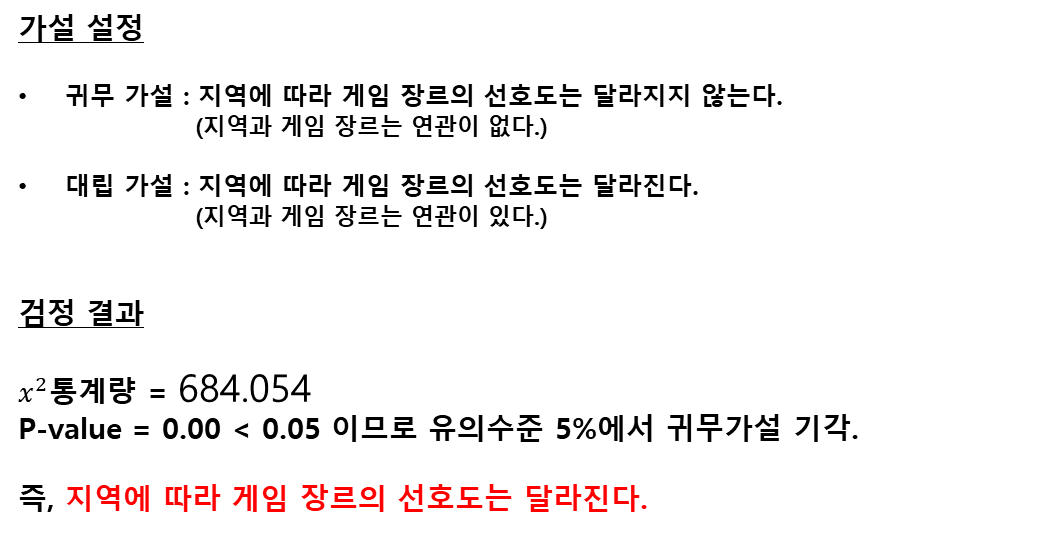 가설 설정
• 귀무 가설 : 지역에 따라 게임 장르의 선호도는 달라지지 않는다.
(지역과 게임 장르는 연관이 없다.)
• 대립 가설 : 지역에 따라 게임 장르의 선호도는 달라진다.
(지역과 게임 장르는 연관이 있다.)
검정 결과
𝑥²통계량 = 684.054
P-value = 0.00 < 0.05 이므로 유의수준 5%에서 귀무가설 기각.
즉, 지역에 따라 게임 장르의 선호도는 달라진다.